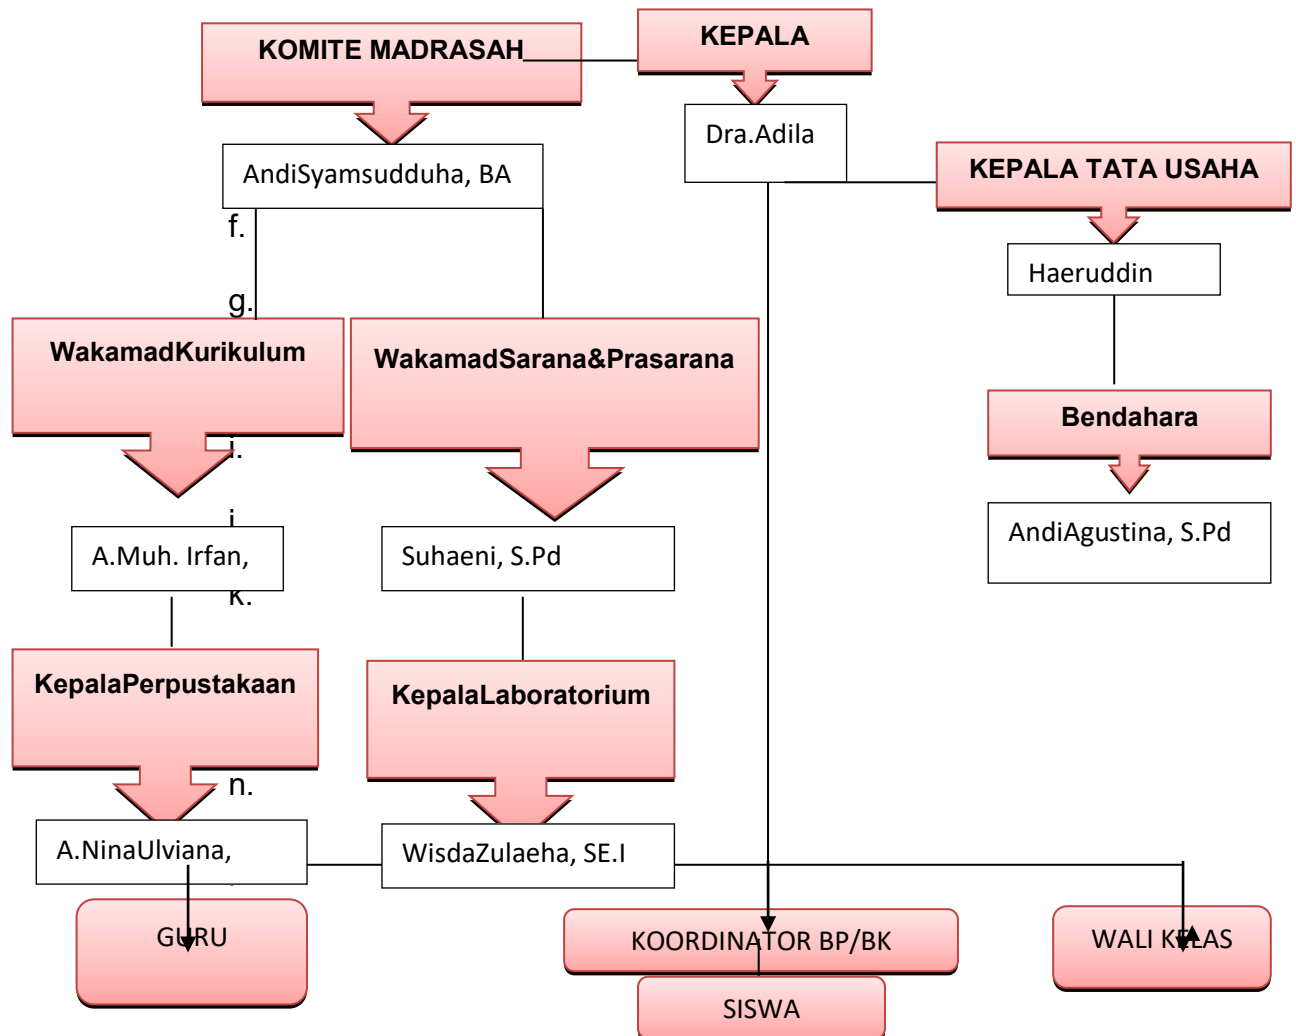 KOMITE MADRASAH
KEPALA
Dra.Adila
AndiSyamsudduha, BA
KEPALA TATA USAHA
f.
Haeruddin
g.
WakamadKurikulum
WakamadSarana&Prasarana
Bendahara
i.
A.Muh. Irfan,
Suhaeni, S.Pd
AndiAgustina, S.Pd
k.
KepalaPerpustakaan
KepalaLaboratorium
n.
A.NinaUlviana,
WisdaZulaeha, SE.I
GURU
KOORDINATOR BP/BK
WALI KELAS
SISWA